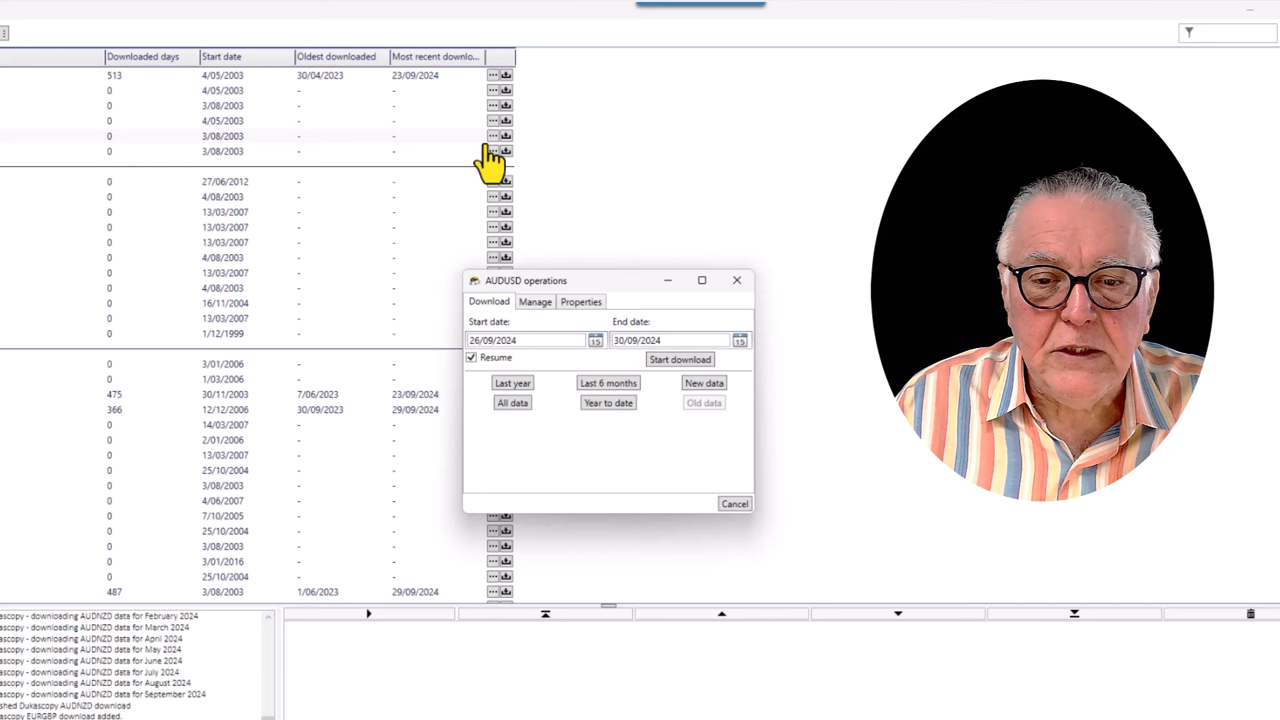 Downloaded days Start date Oldest downloaded Most recent downlo...
513 4/05/2003 30/04/2023 23/09/2024
0 4/05/2003 - -
0 3/08/2003 - -
0 4/05/2003 - -
0 3/08/2003 - -
0 3/08/2003 - -
0 27/06/2012 - -
0 4/08/2003 - -
0 13/03/2007 - -
0 13/03/2007 - -
0 13/03/2007 - -
0 4/08/2003 - -
0 13/03/2007 - -
0 4/08/2003 - -
0 16/11/2004 - -
0 13/03/2007 - -
0 1/12/1999 - -
0 3/01/2006 - -
0 1/03/2006 - -
475 30/11/2003 7/06/2023 23/09/2024
366 12/12/2006 30/09/2023 29/09/2024
0 14/03/2007 - -
0 2/01/2006 - -
0 13/03/2007 - -
0 25/10/2004 - -
0 3/08/2003 - -
0 4/06/2007 - -
0 7/10/2005 - -
0 25/10/2004 - -
0 3/08/2003 - -
0 3/01/2016 - -
0 25/10/2004 - -
487 3/08/2003 1/06/2023 29/09/2024
AUDUSD operations
Download Manage Properties
Start date: End date:
26/09/2024 15 30/09/2024 15
Resume Start download
Last year Last 6 months New data
All data Year to date Old data
Cancel
ascopy - downloading AUDNZD data for February 2024
ascopy - downloading AUDNZD data for March 2024
ascopy - downloading AUDNZD data for April 2024
ascopy - downloading AUDNZD data for May 2024
ascopy - downloading AUDNZD data for June 2024
ascopy - downloading AUDNZD data for July 2024
ascopy - downloading AUDNZD data for August 2024
ascopy - downloading AUDNZD data for September 2024
shed Dukascopy AUDNZD download
ascopy EURGBP download added.